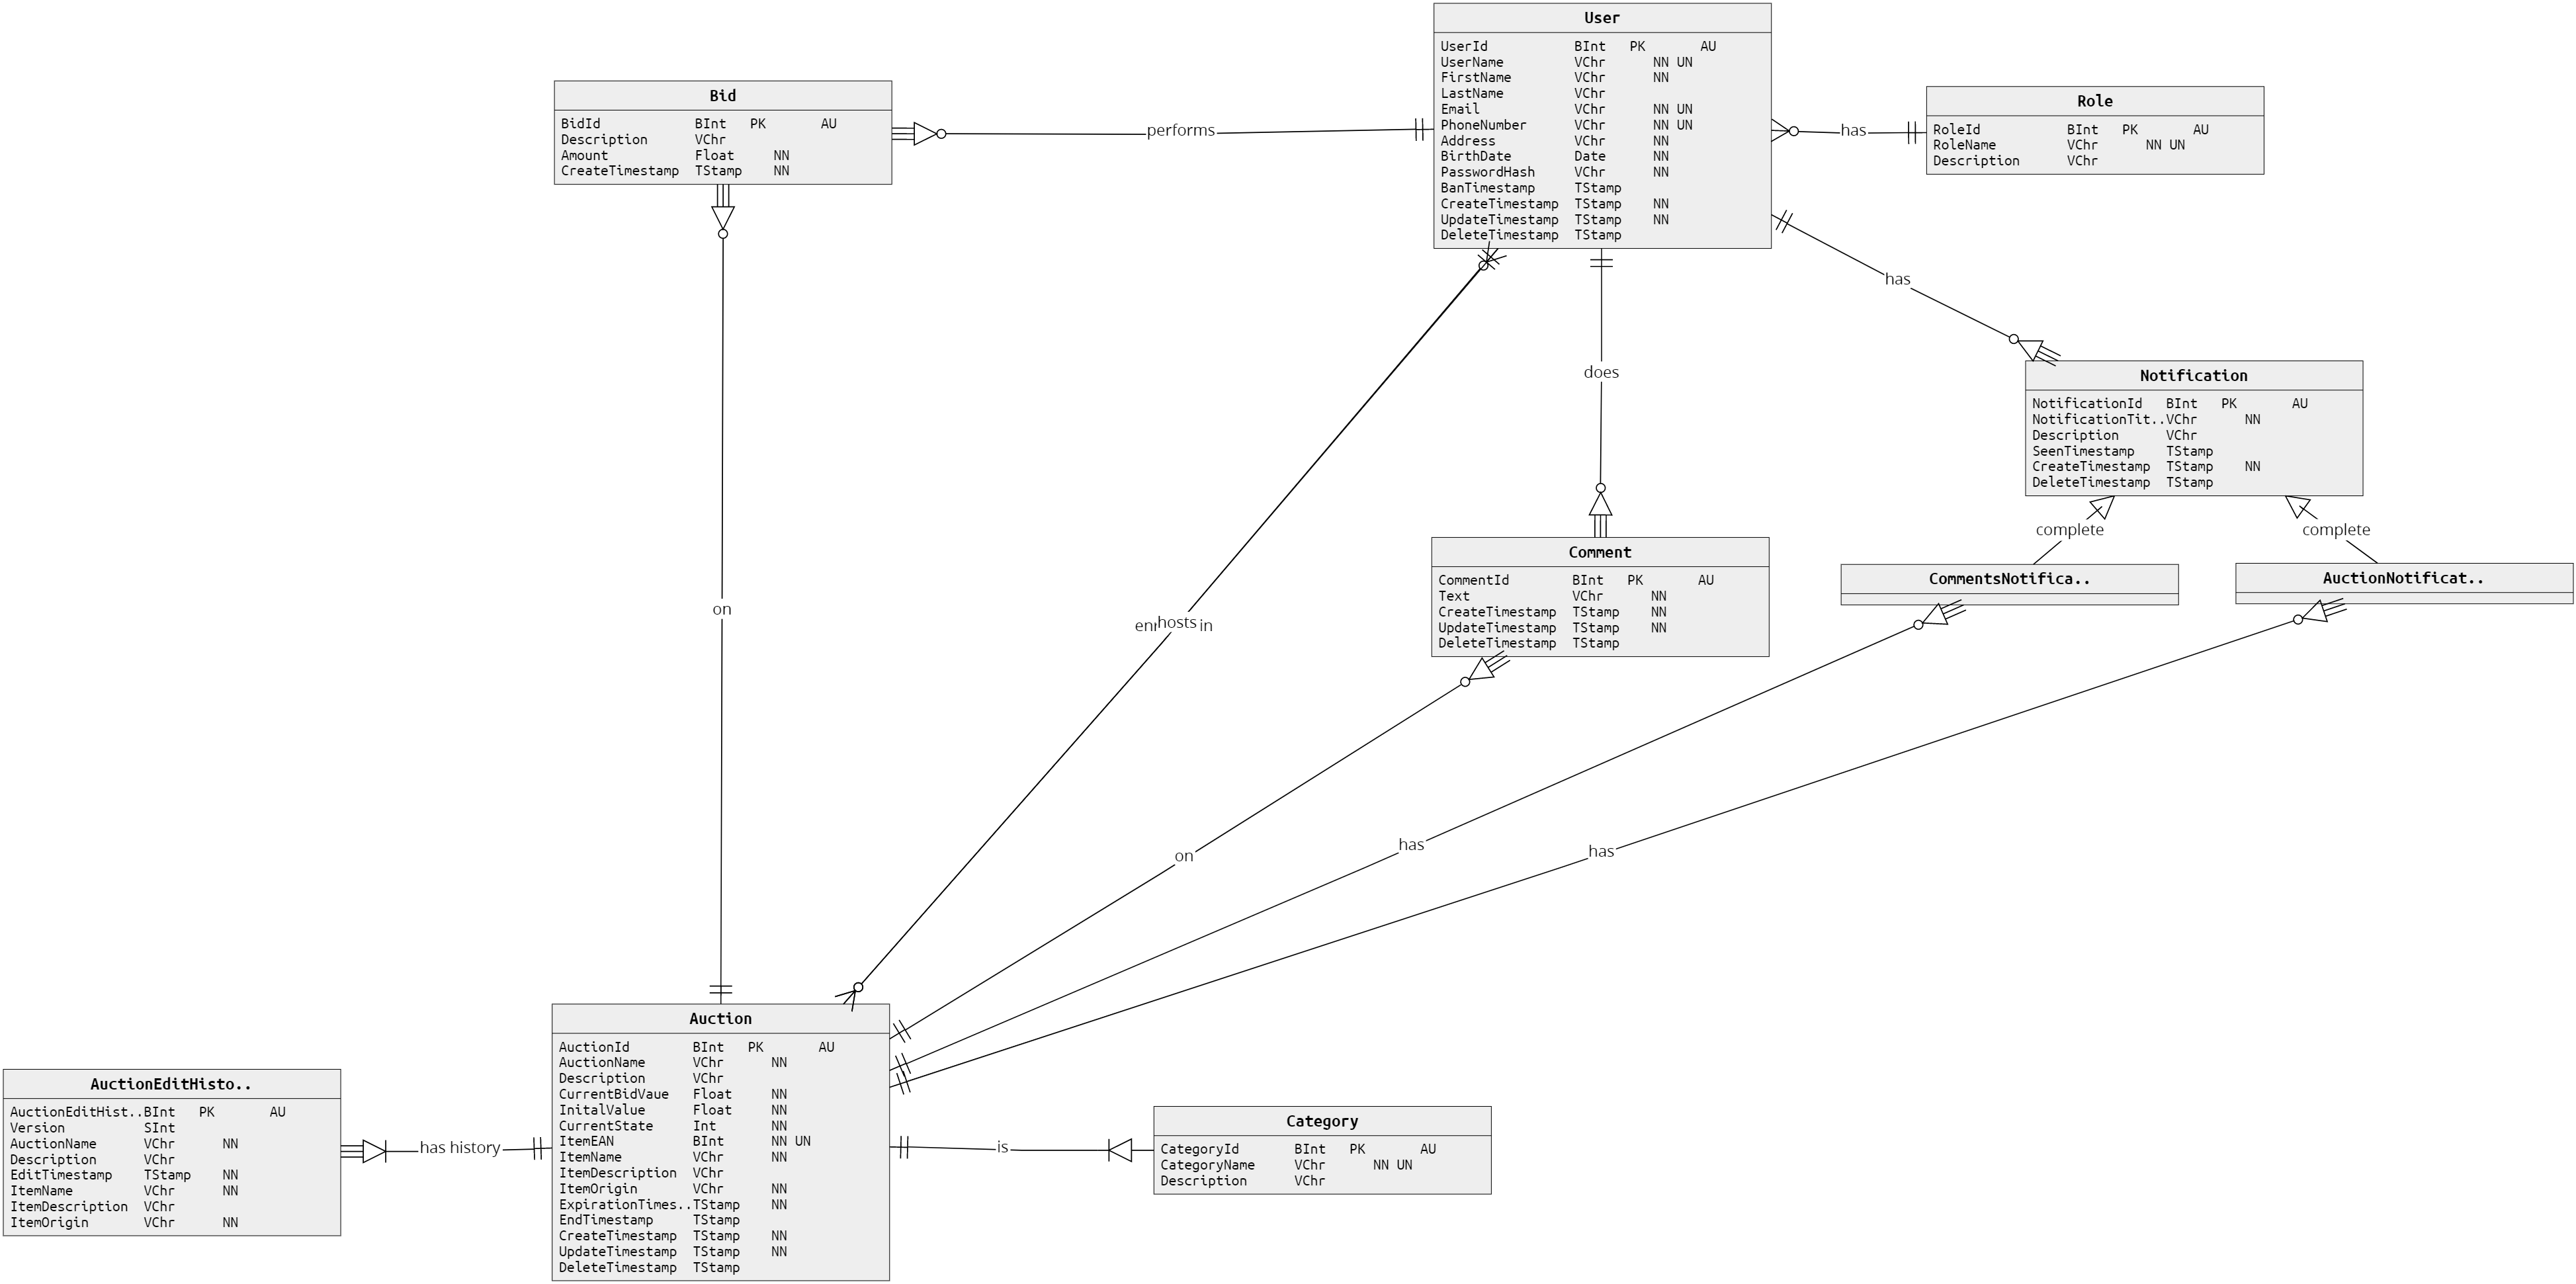 User
UserId BInt PK AU
UserName VChr NN UN
FirstName VChr NN
LastName VChr
Email VChr NN UN
PhoneNumber VChr NN UN
Address VChr NN
BirthDate Date NN
PasswordHash VChr NN
BanTimestamp TStamp
CreateTimestamp TStamp NN
UpdateTimestamp TStamp NN
DeleteTimestamp TStamp
Bid
BidId BInt PK AU
Description VChr
Amount Float NN
CreateTimestamp TStamp NN
performs
has
Role
RoleId BInt PK AU
RoleName VChr NN UN
Description VChr
has
does
Notification
NotificationId BInt PK AU
NotificationTit.. VChr NN
Description VChr
SeenTimestamp TStamp
CreateTimestamp TStamp NN
DeleteTimestamp TStamp
complete
complete
CommentsNotifica..
AuctionNotificat..
Comment
CommentId BInt PK AU
Text VChr NN
CreateTimestamp TStamp NN
UpdateTimestamp TStamp NN
DeleteTimestamp TStamp
on
hosts
in
on
has
has
Auction
AuctionId BInt PK AU
AuctionName VChr NN
Description VChr
CurrentBidVaue Float NN
InitalValue Float NN
CurrentState Int NN
ItemEAN BInt NN UN
ItemName VChr NN
ItemDescription VChr
ItemOrigin VChr NN
ExpirationTimes.. TStamp NN
EndTimestamp TStamp
CreateTimestamp TStamp NN
UpdateTimestamp TStamp NN
DeleteTimestamp TStamp
AuctionEditHisto..
AuctionEditHist.. BInt PK AU
Version SInt
AuctionName VChr NN
Description VChr
EditTimestamp TStamp NN
ItemName VChr NN
ItemDescription VChr
ItemOrigin VChr NN
has history
is
Category
CategoryId BInt PK AU
CategoryName VChr NN UN
Description VChr